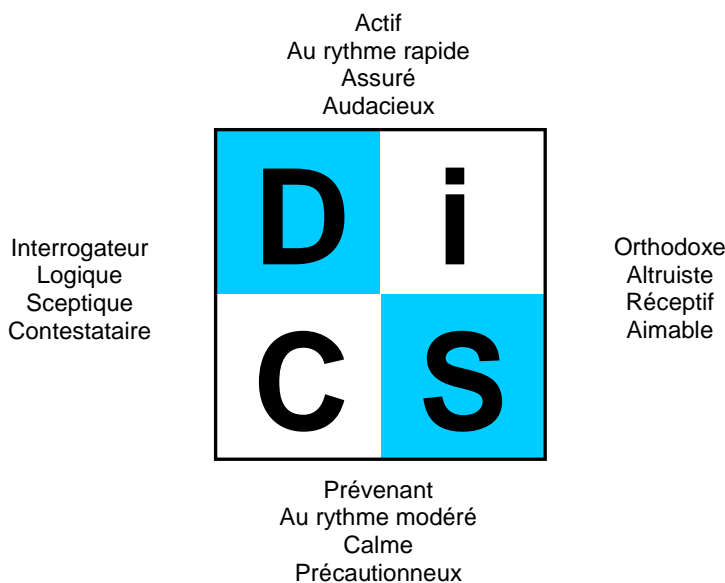 Actif
Au rythme rapide
Assuré
Audacieux
D i
Interrogateur
Logique
Sceptique
Contestataire
Orthodoxe
Altruiste
Réceptif
Aimable
C S
Prévenant
Au rythme modéré
Calme
Précautionneux